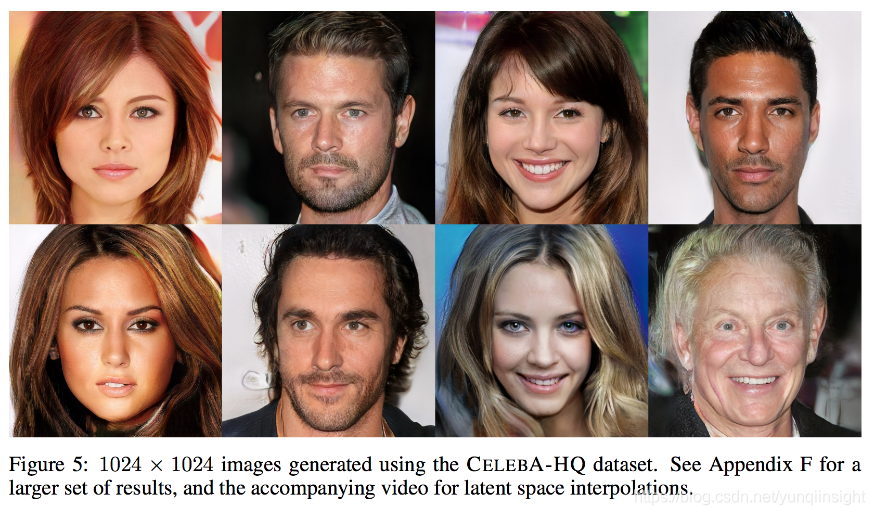 Figure 5: 1024 × 1024 images generated using the CELEBA-HQ dataset. See Appendix F for a
larger set of results, and the accompanying video for latent space interpolations.
https://blog.csdn.net/yunqiinsight